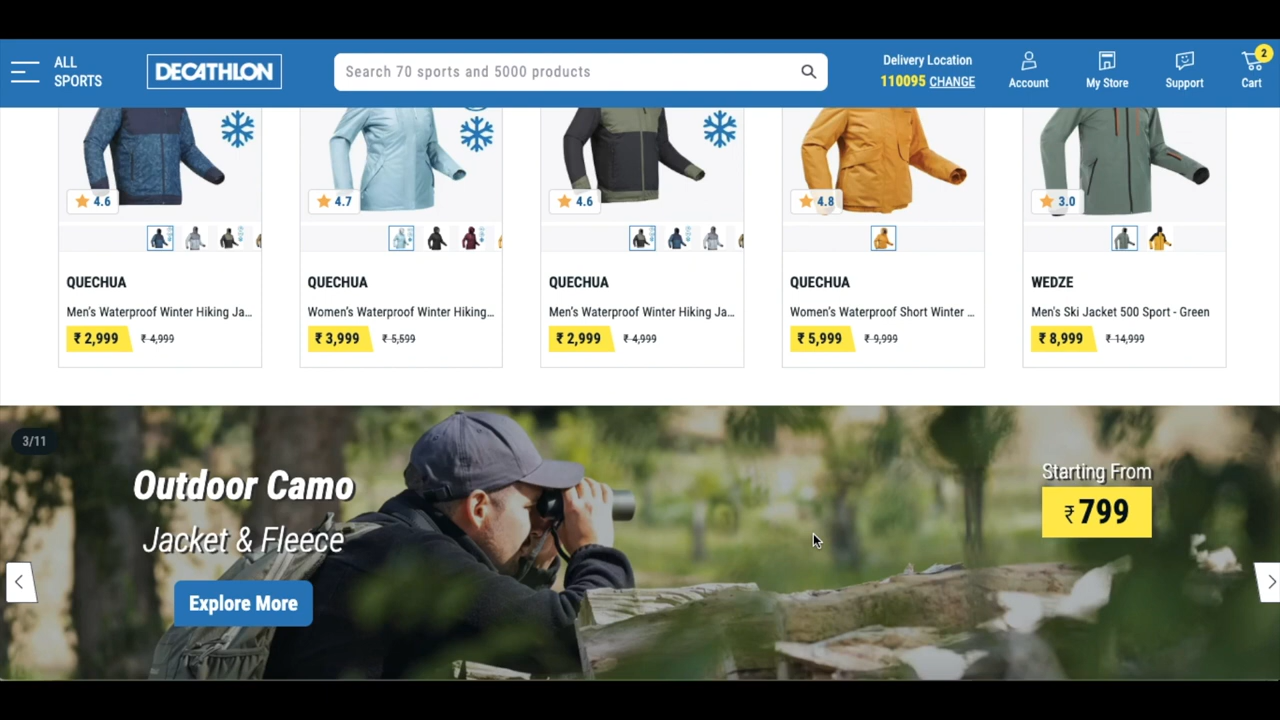 ALL
SPORTS
DECATHLON
Search 70 sports and 5000 products
Delivery Location
110095 CHANGE
Account
My Store
Support
2
Cart
4.6
4.7
4.6
4.8
3.0
QUECHUA
Men's Waterproof Winter Hiking Ja...
₹ 2,999 ₹ 4,999
QUECHUA
Women's Waterproof Winter Hiking...
₹ 3,999 ₹ 5,599
QUECHUA
Men's Waterproof Winter Hiking Ja...
₹ 2,999 ₹ 4,999
QUECHUA
Women's Waterproof Short Winter ...
₹ 5,999 ₹ 9,999
WEDZE
Men's Ski Jacket 500 Sport - Green
₹ 8,999 ₹ 14,999
3/11
Outdoor Camo
Jacket & Fleece
Explore More
Starting From
₹799